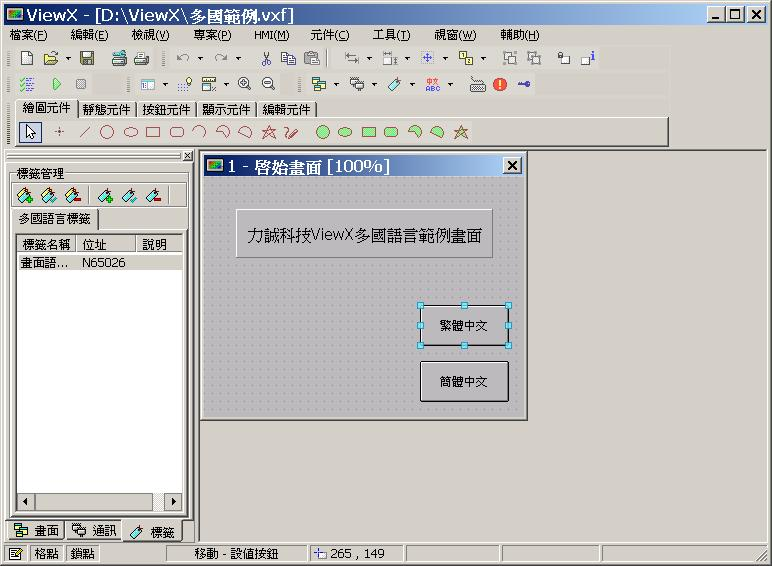 ViewX - [D:\ViewX\多國範例.vxf]
檔案(F) 編輯(E) 檢視(V) 專案(P) HMI(M) 元件(C) 工具(T) 視窗(W) 輔助(H)
中文
ABC
繪圖元件 靜態元件 按鈕元件 顯示元件 編輯元件
標籤管理
多國語言標籤
標籤名稱 位址 說明
畫面語... N65026
1 - 啓始畫面 [100%]
力誠科技ViewX多國語言範例畫面
繁體中文
簡體中文
畫面 通訊 標籤
格點 鎖點 移動 - 設值按鈕 265 , 149